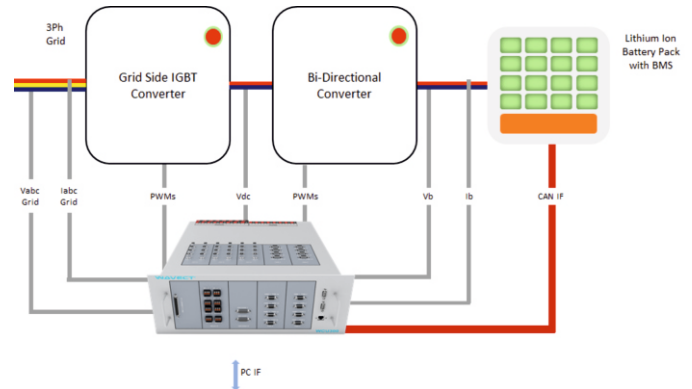 3Ph
Grid
Grid Side IGBT
Converter
Bi-Directional
Converter
Lithium Ion
Battery Pack
with BMS
Vabc
Grid
Iabc
Grid
PWMs
Vdc
PWMs
Vb
Ib
CAN IF
PC IF